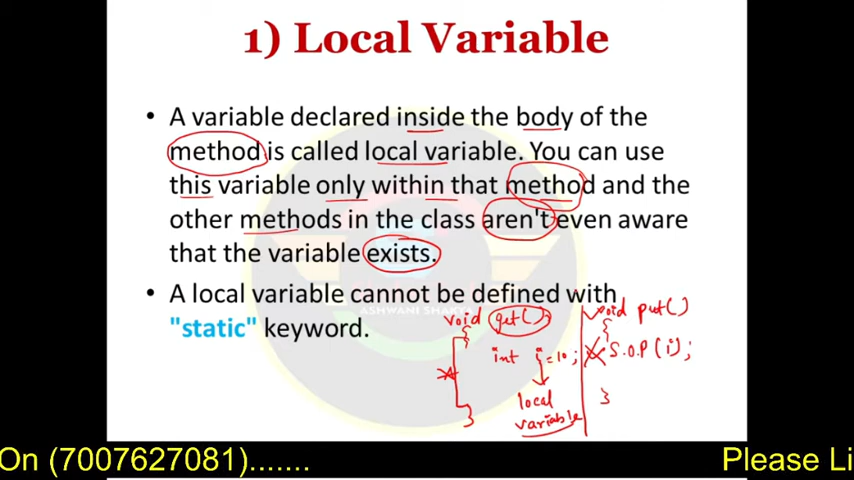 1) Local Variable
• A variable declared inside the body of the
method is called local variable. You can use
this variable only within that method and the
other methods in the class aren't even aware
that the variable exists.
• A local variable cannot be defined with
"static" keyword.
ASHWANI
void get()
{
int i=10;
local
variable
}
void put()
{
S.O.P(i);
}
On (7007627081).......
Please Li